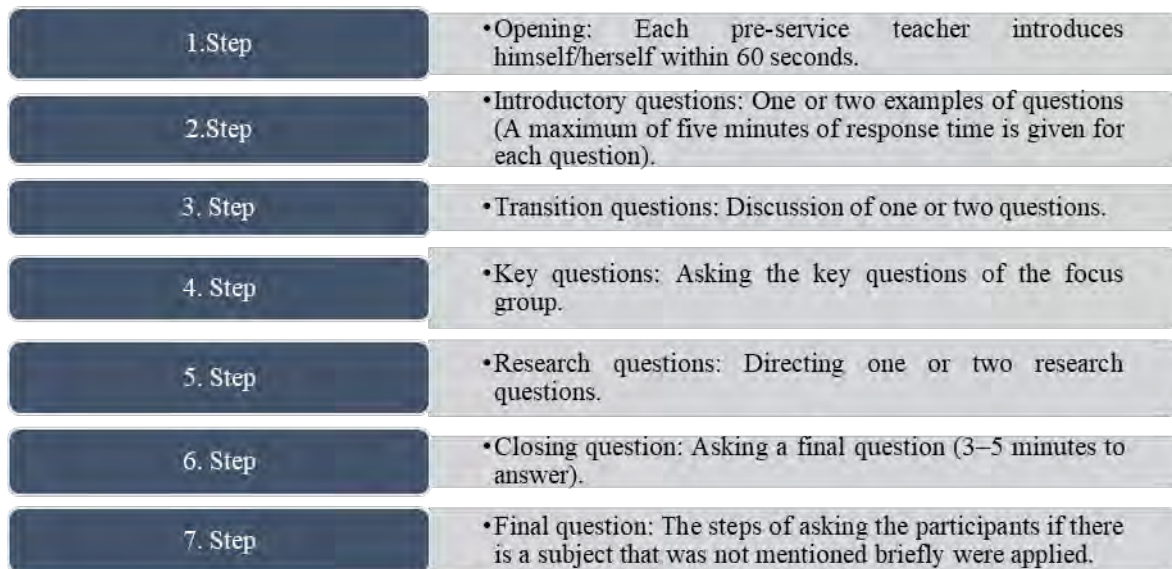 1.Step
•Opening: Each pre-service teacher introduces
himself/herself within 60 seconds.
2.Step
•Introductory questions: One or two examples of questions
(A maximum of five minutes of response time is given for
each question).
3. Step
•Transition questions: Discussion of one or two questions.
4. Step
•Key questions: Asking the key questions of the focus
group.
5. Step
•Research questions: Directing one or two research
questions.
6. Step
•Closing question: Asking a final question (3–5 minutes to
answer).
7. Step
•Final question: The steps of asking the participants if there
is a subject that was not mentioned briefly were applied.